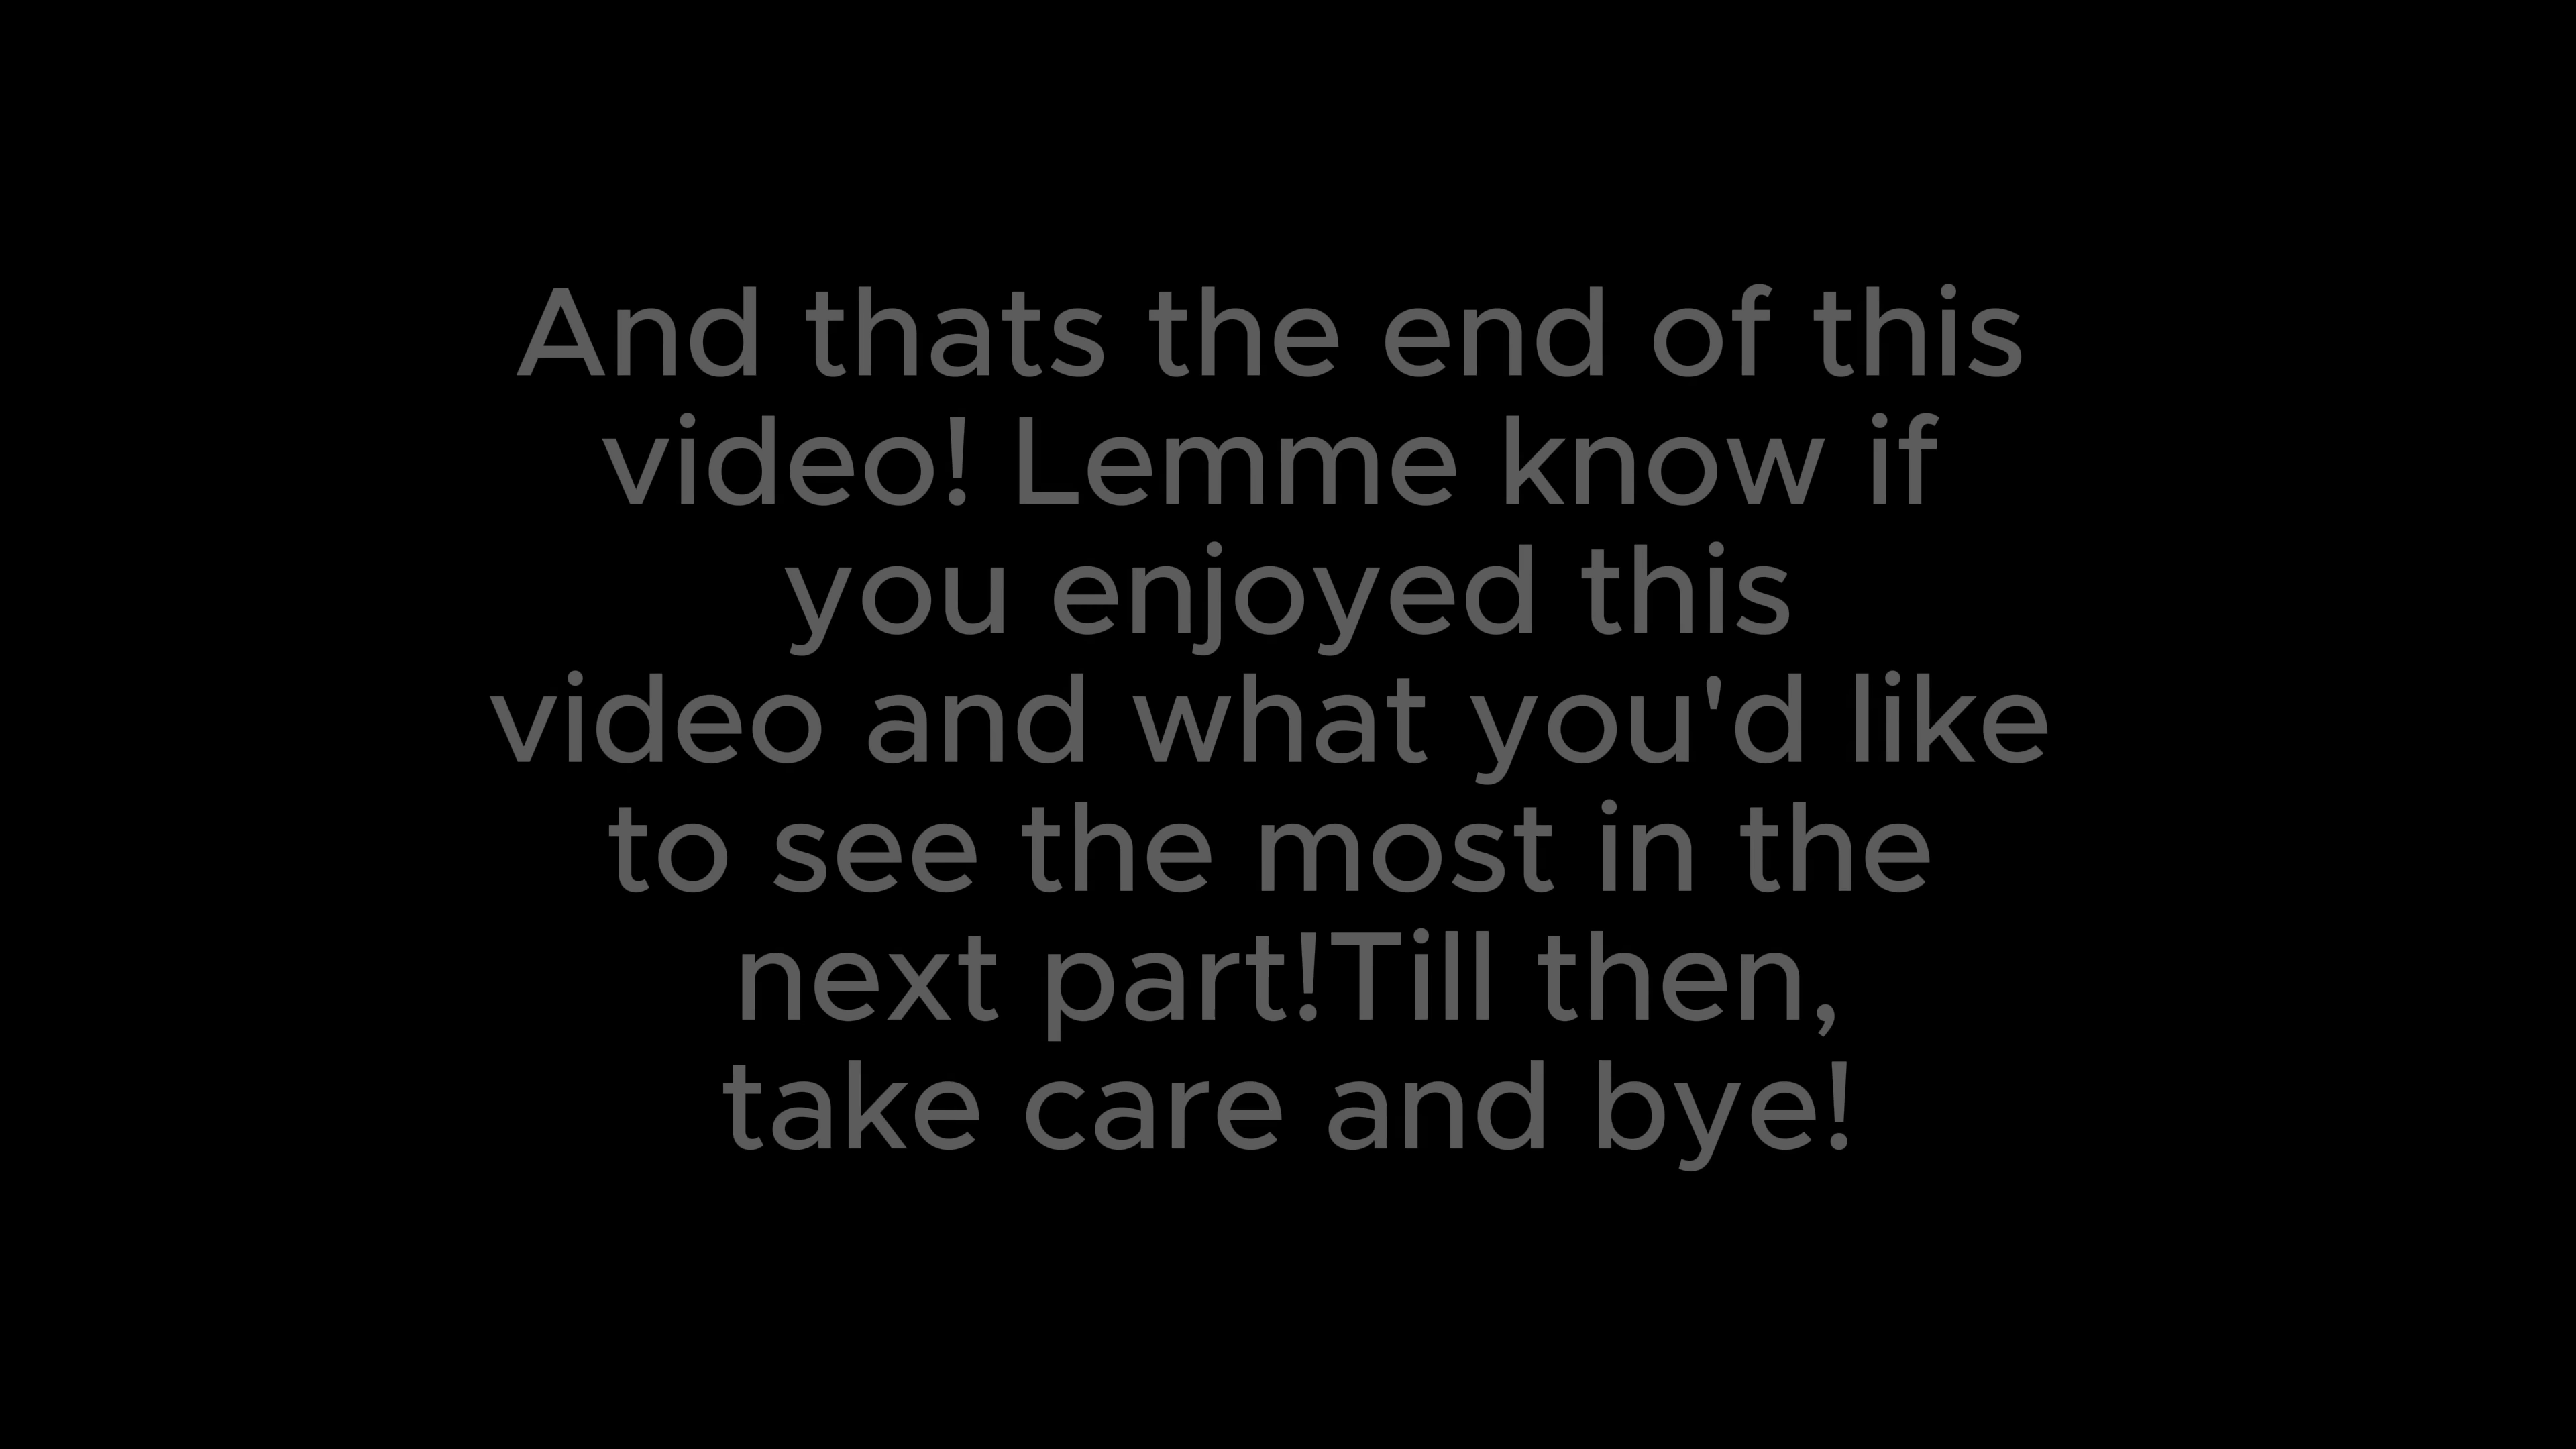 And thats the end of this
video! Lemme know if
you enjoyed this
video and what you'd like
to see the most in the
next part!Till then,
take care and bye!